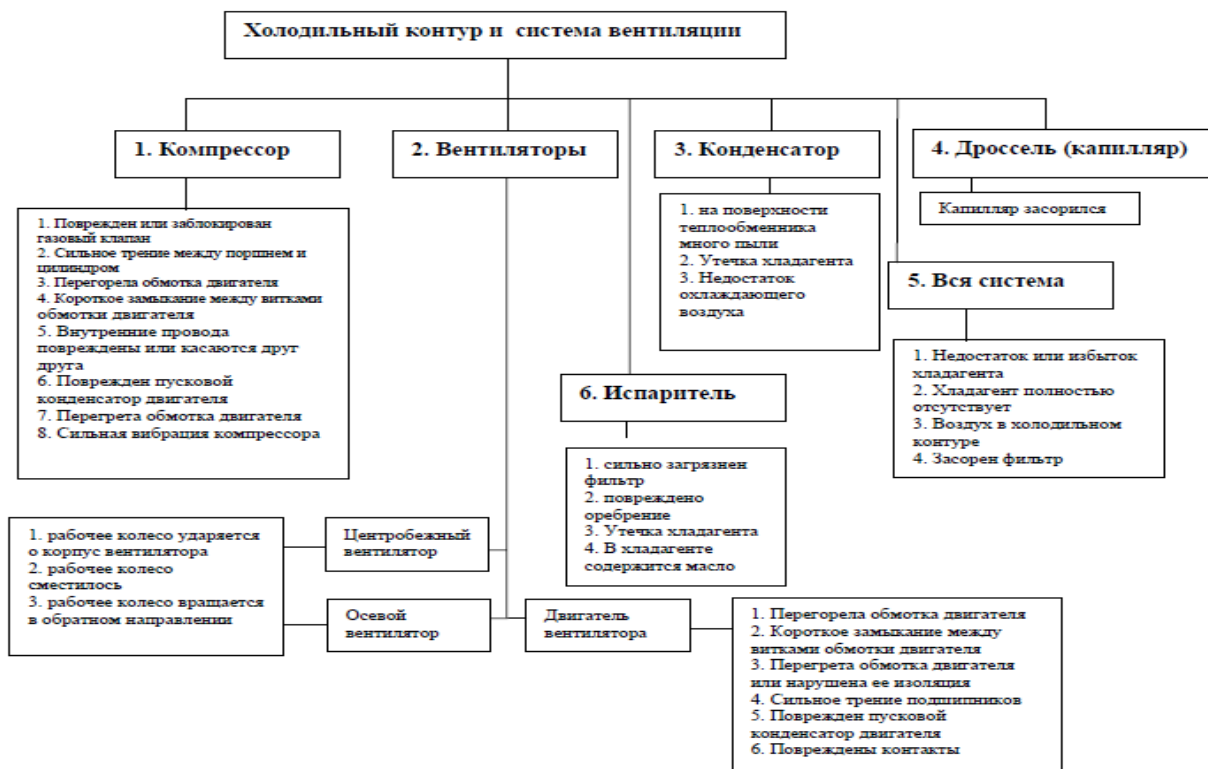 Холодильный контур и система вентиляции
1. Компрессор
2. Вентиляторы
3. Конденсатор
4. Дроссель (капилляр)
1. Поврежден или заблокирован
газовый клапан
2. Сильное трение между поршнем и
цилиндром
3. Перегорела обмотка двигателя
4. Короткое замыкание между витками
обмотки двигателя
5. Внутренние провода
повреждены или касаются друг
друга
6. Поврежден пусковой
конденсатор двигателя
7. Перегрета обмотка двигателя
8. Сильная вибрация компрессора
1. на поверхности
теплообменника
много пыли
2. Утечка хладагента
3. Недостаток
охлаждающего
воздуха
Капилляр засорился
5. Вся система
1. Недостаток или избыток
хладагента
2. Хладагент полностью
отсутствует
3. Воздух в холодильном
контуре
4. Засорен фильтр
6. Испаритель
1. сильно загрязнен
фильтр
2. повреждено
оребрение
3. Утечка хладагента
4. В хладагенте
содержится масло
1. рабочее колесо ударяется
о корпус вентилятора
2. рабочее колесо
сместилось
3. рабочее колесо вращается
в обратном направлении
Центробежный
вентилятор
Осевой
вентилятор
Двигатель
вентилятора
1. Перегорела обмотка двигателя
2. Короткое замыкание между
витками обмотки двигателя
3. Перегрета обмотка двигателя
или нарушена ее изоляция
4. Сильное трение подшипников
5. Поврежден пусковой
конденсатор двигателя
6. Повреждены контакты